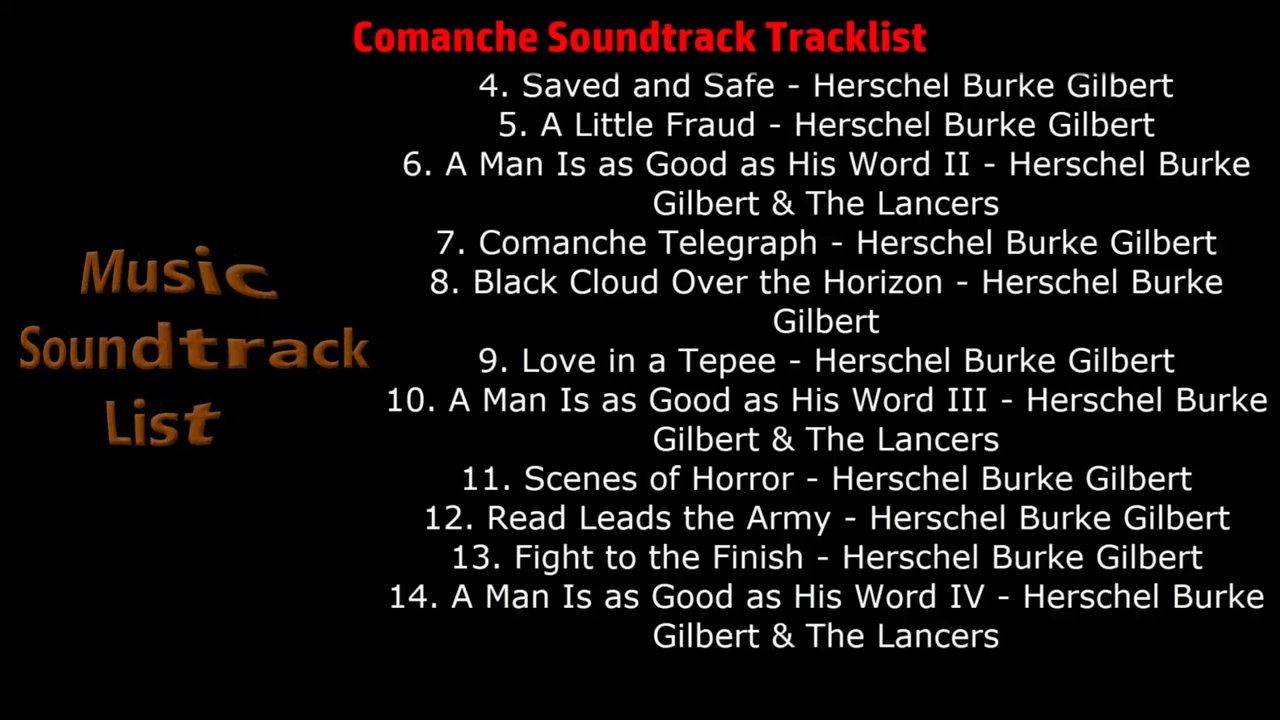 Comanche Soundtrack Tracklist
4. Saved and Safe - Herschel Burke Gilbert
5. A Little Fraud - Herschel Burke Gilbert
6. A Man Is as Good as His Word II - Herschel Burke
Gilbert & The Lancers
7. Comanche Telegraph - Herschel Burke Gilbert
8. Black Cloud Over the Horizon - Herschel Burke
Gilbert
9. Love in a Tepee - Herschel Burke Gilbert
10. A Man Is as Good as His Word III - Herschel Burke
Gilbert & The Lancers
11. Scenes of Horror - Herschel Burke Gilbert
12. Read Leads the Army - Herschel Burke Gilbert
13. Fight to the Finish - Herschel Burke Gilbert
14. A Man Is as Good as His Word IV - Herschel Burke
Gilbert & The Lancers
Music
Soundtrack
List